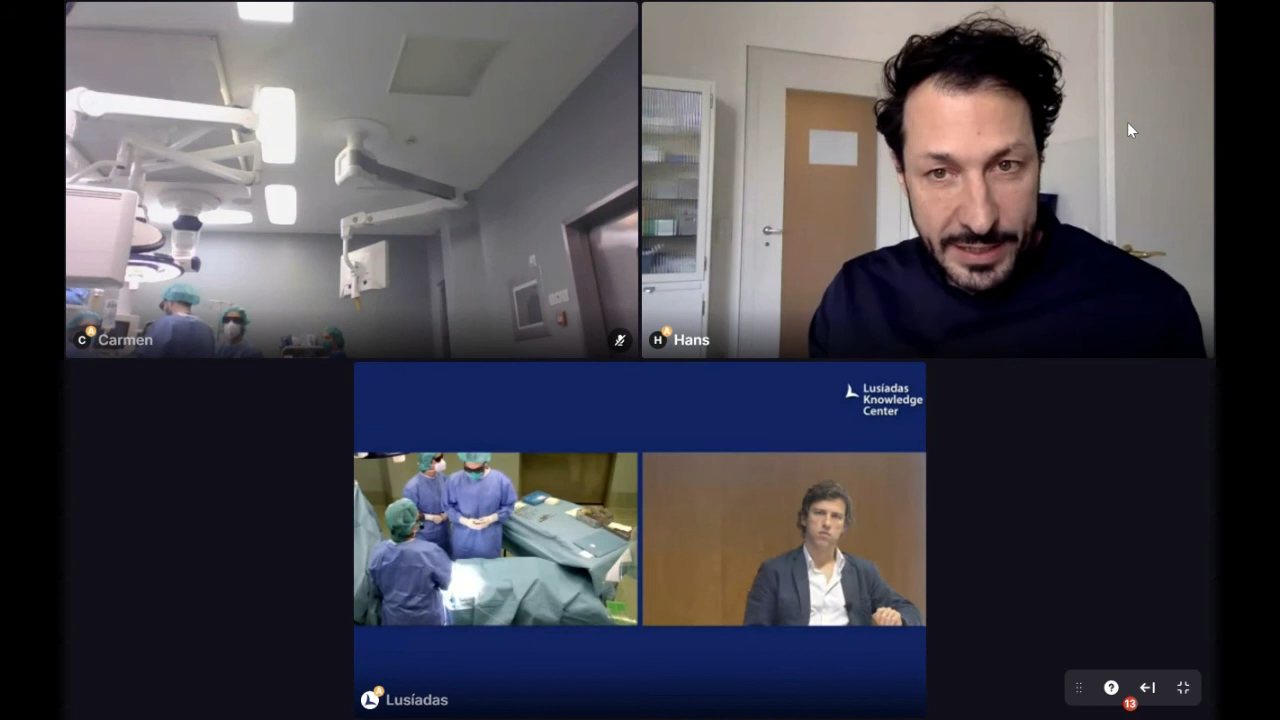 C Carmen
H Hans
Lusíadas
Knowledge
Center
Lusíadas
?
13